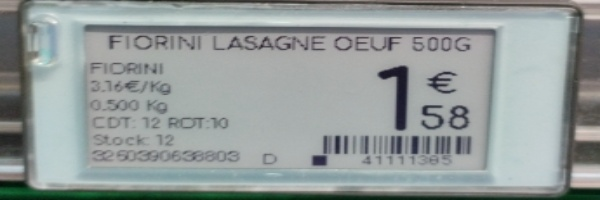 FIORINI LASAGNE OEUF 500G
FIORINI
3.16€/Kg
0.500 Kg
CDT: 12 ROT:10
Stock: 12
3250390638803 D
1 € 58
41111385